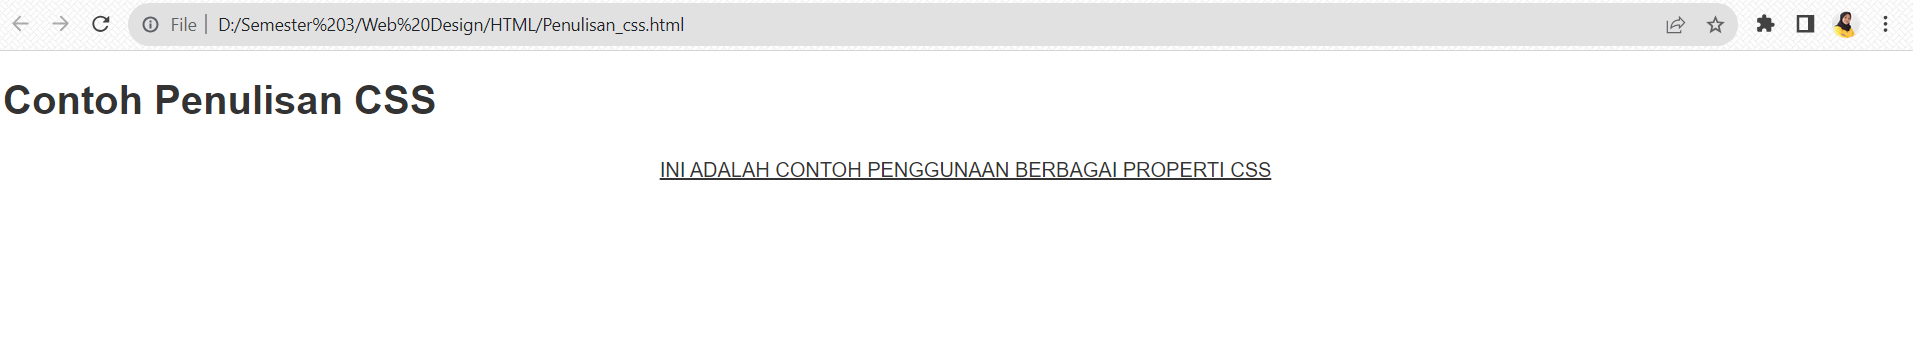 File D:/Semester%203/Web%20Design/HTML/Penulisan_css.html
Contoh Penulisan CSS
INI ADALAH CONTOH PENGGUNAAN BERBAGAI PROPERTI CSS